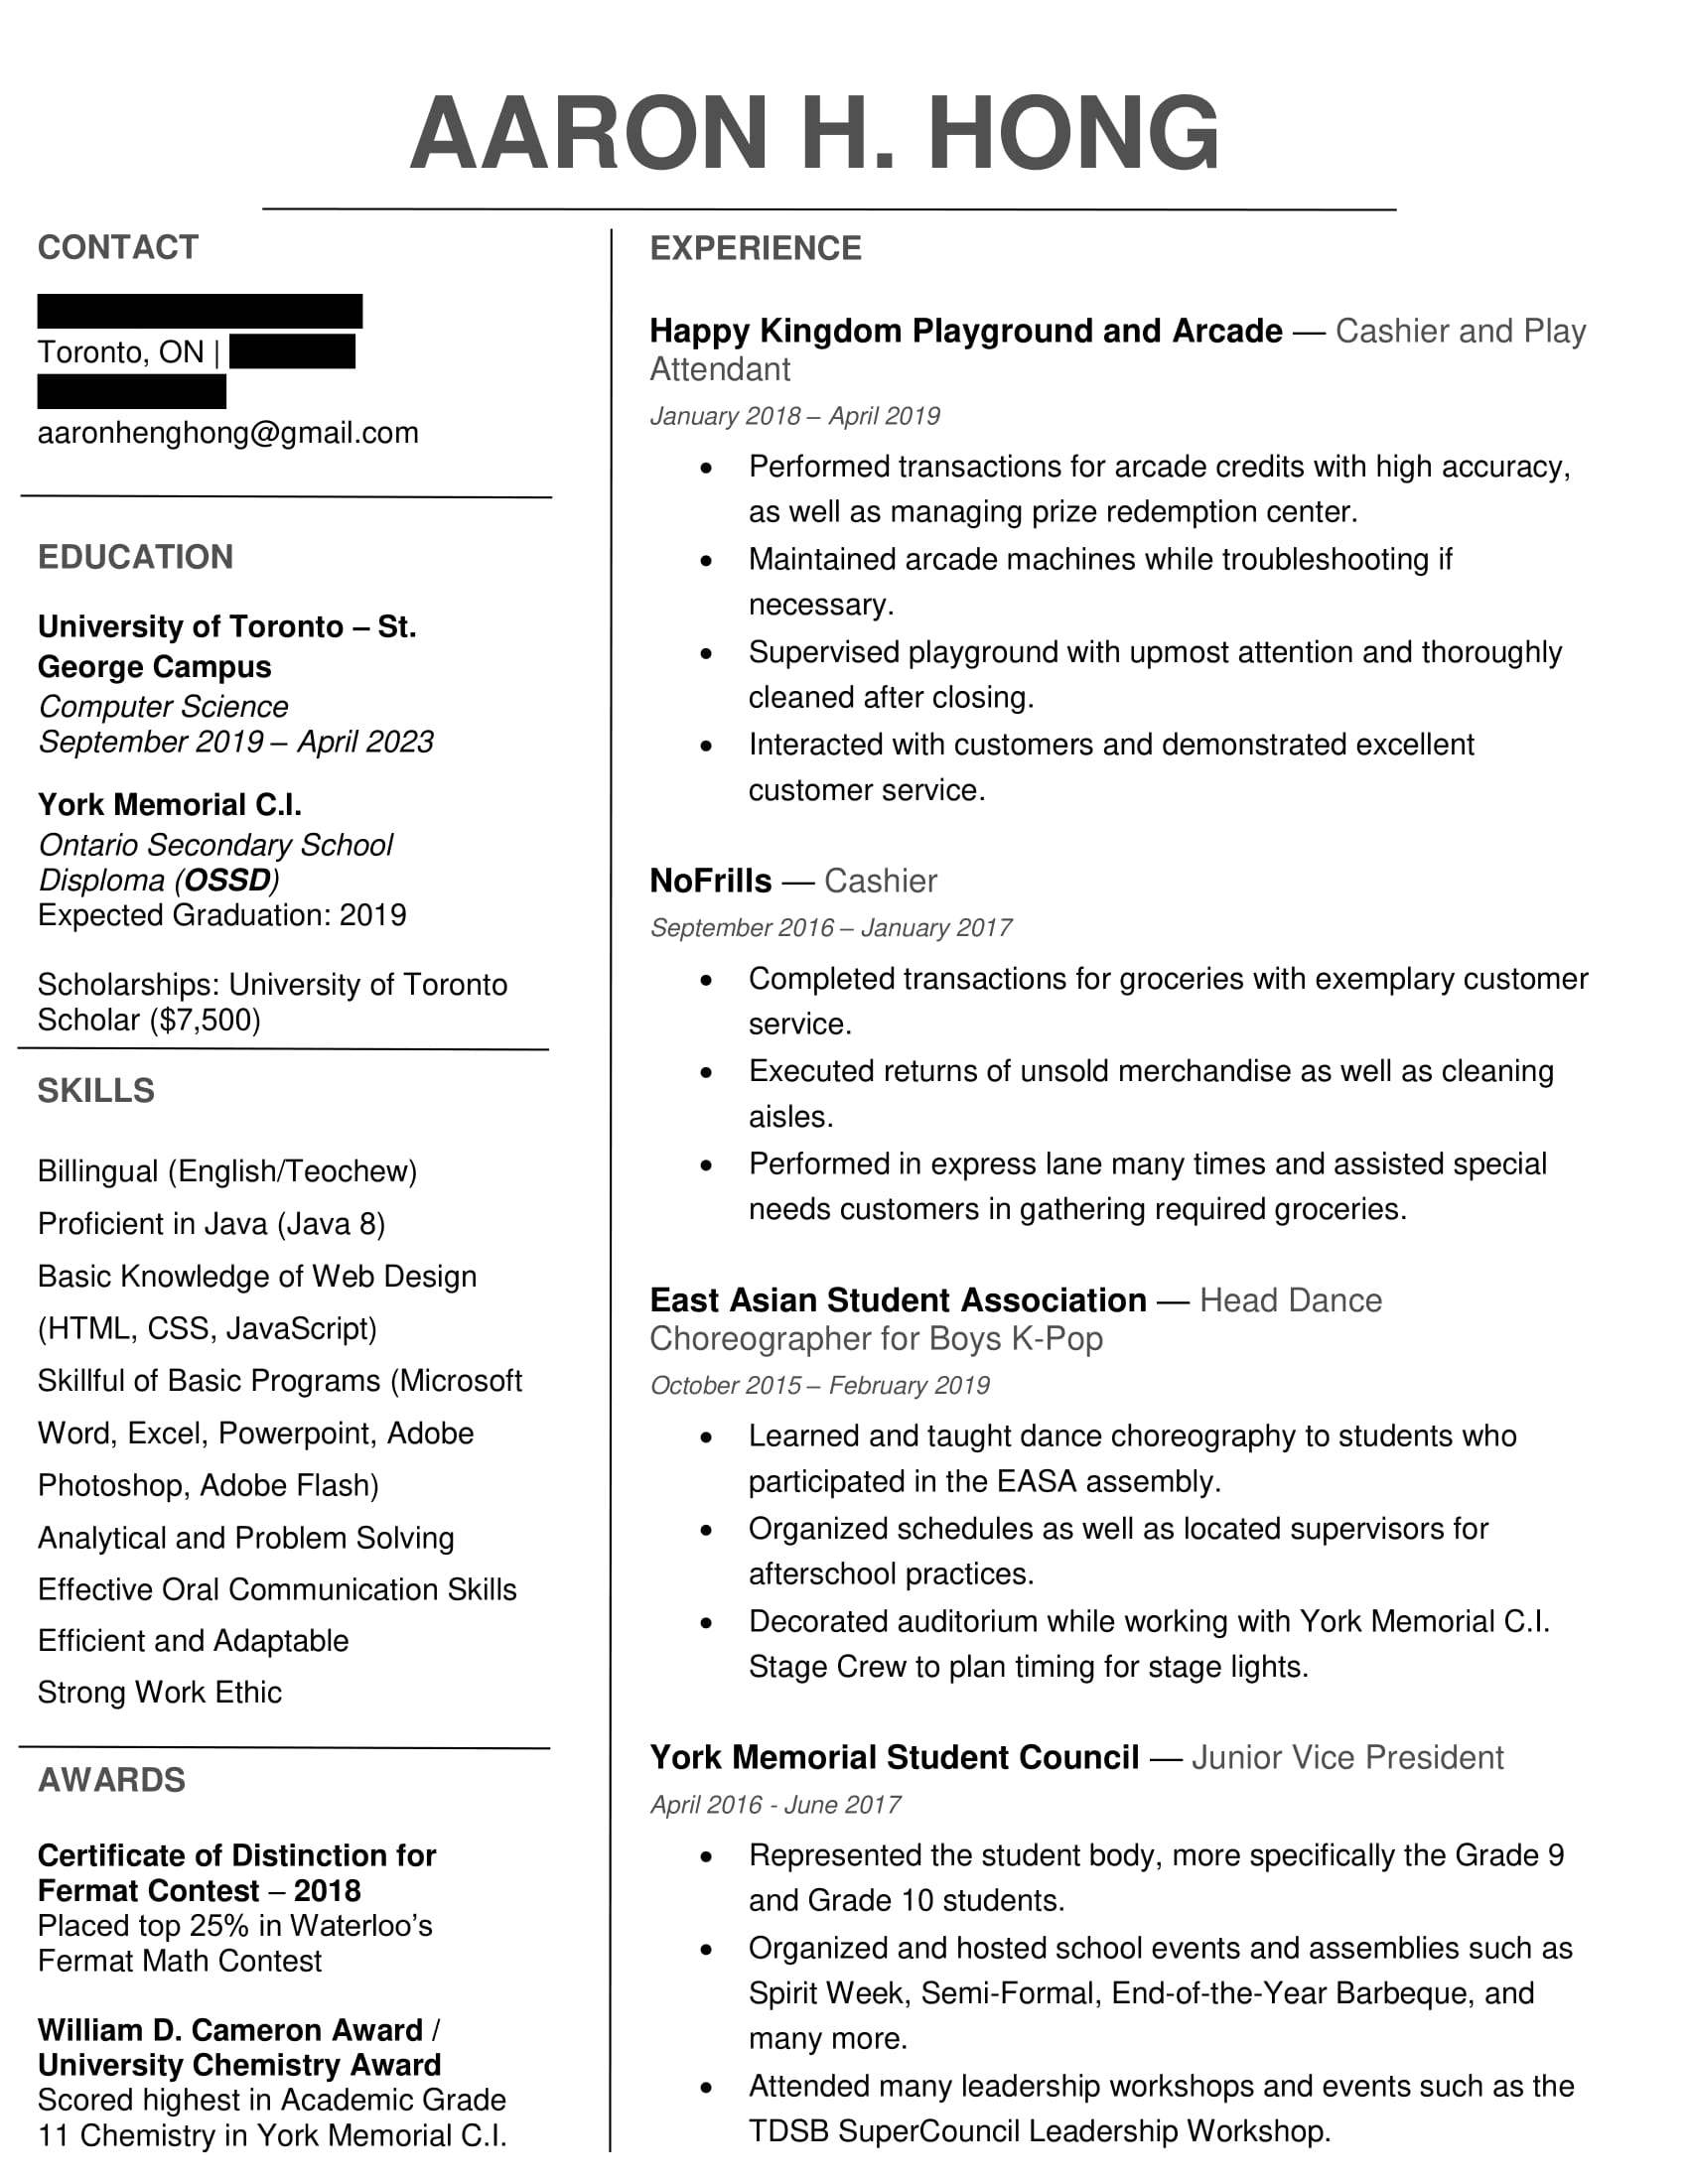 AARON H. HONG
CONTACT
Toronto, ON |
aaronhenghong@gmail.com
EDUCATION
University of Toronto – St.
George Campus
Computer Science
September 2019 – April 2023
York Memorial C.I.
Ontario Secondary School
Disploma (OSSD)
Expected Graduation: 2019
Scholarships: University of Toronto
Scholar ($7,500)
SKILLS
Billingual (English/Teochew)
Proficient in Java (Java 8)
Basic Knowledge of Web Design
(HTML, CSS, JavaScript)
Skillful of Basic Programs (Microsoft
Word, Excel, Powerpoint, Adobe
Photoshop, Adobe Flash)
Analytical and Problem Solving
Effective Oral Communication Skills
Efficient and Adaptable
Strong Work Ethic
AWARDS
Certificate of Distinction for
Fermat Contest – 2018
Placed top 25% in Waterloo’s
Fermat Math Contest
William D. Cameron Award /
University Chemistry Award
Scored highest in Academic Grade
11 Chemistry in York Memorial C.I.
EXPERIENCE
Happy Kingdom Playground and Arcade — Cashier and Play
Attendant
January 2018 – April 2019
• Performed transactions for arcade credits with high accuracy,
as well as managing prize redemption center.
• Maintained arcade machines while troubleshooting if
necessary.
• Supervised playground with upmost attention and thoroughly
cleaned after closing.
• Interacted with customers and demonstrated excellent
customer service.
NoFrills — Cashier
September 2016 – January 2017
• Completed transactions for groceries with exemplary customer
service.
• Executed returns of unsold merchandise as well as cleaning
aisles.
• Performed in express lane many times and assisted special
needs customers in gathering required groceries.
East Asian Student Association — Head Dance
Choreographer for Boys K-Pop
October 2015 – February 2019
• Learned and taught dance choreography to students who
participated in the EASA assembly.
• Organized schedules as well as located supervisors for
afterschool practices.
• Decorated auditorium while working with York Memorial C.I.
Stage Crew to plan timing for stage lights.
York Memorial Student Council — Junior Vice President
April 2016 - June 2017
• Represented the student body, more specifically the Grade 9
and Grade 10 students.
• Organized and hosted school events and assemblies such as
Spirit Week, Semi-Formal, End-of-the-Year Barbeque, and
many more.
• Attended many leadership workshops and events such as the
TDSB SuperCouncil Leadership Workshop.